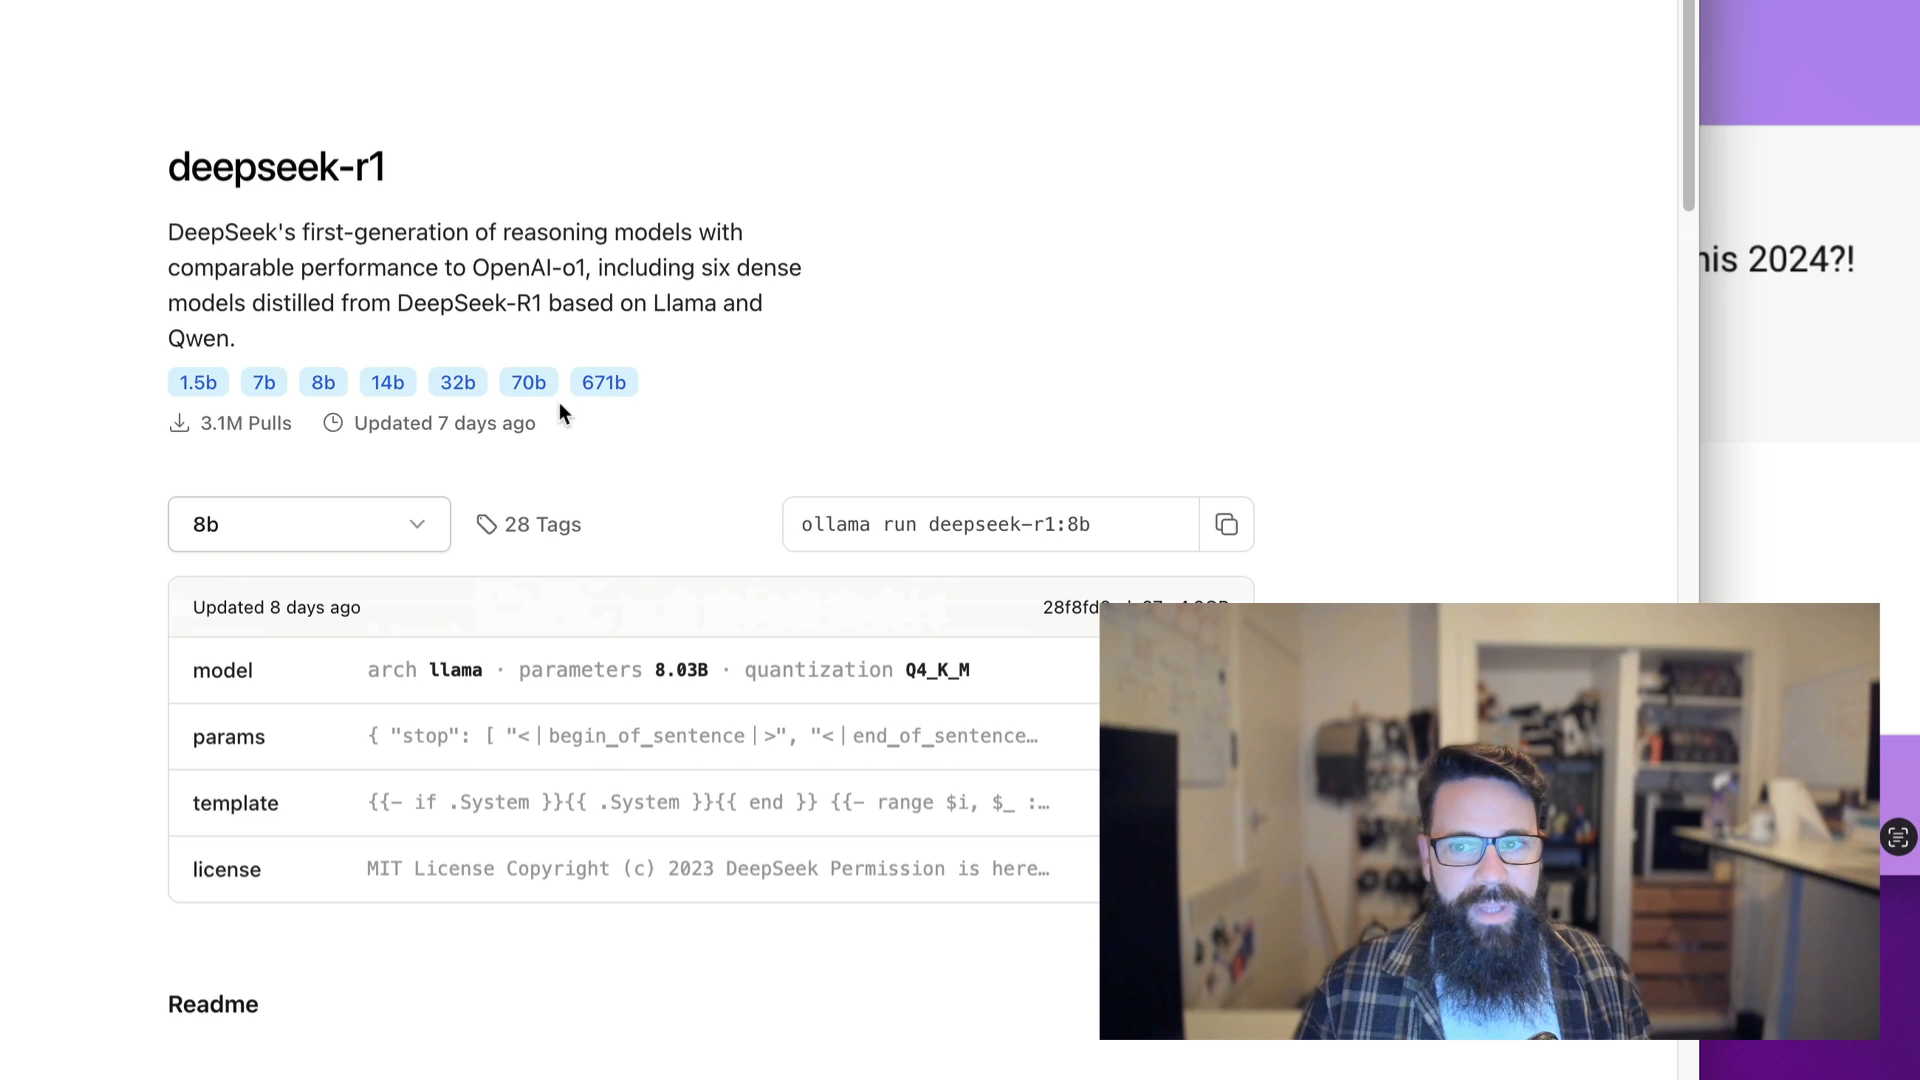 deepseek-r1
DeepSeek's first-generation of reasoning models with
comparable performance to OpenAI-o1, including six dense
models distilled from DeepSeek-R1 based on Llama and
Qwen.
1.5b 7b 8b 14b 32b 70b 671b
3.1M Pulls Updated 7 days ago
8b 28 Tags ollama run deepseek-r1:8b
Updated 8 days ago
model arch llama · parameters 8.03B · quantization Q4_K_M
params { "stop": [ "<|begin_of_sentence|>", "<|end_of_sentence…
template {{- if .System }}{{ .System }}{{ end }} {{- range $i, $_ :…
license MIT License Copyright (c) 2023 DeepSeek Permission is here…
Readme
2024?!